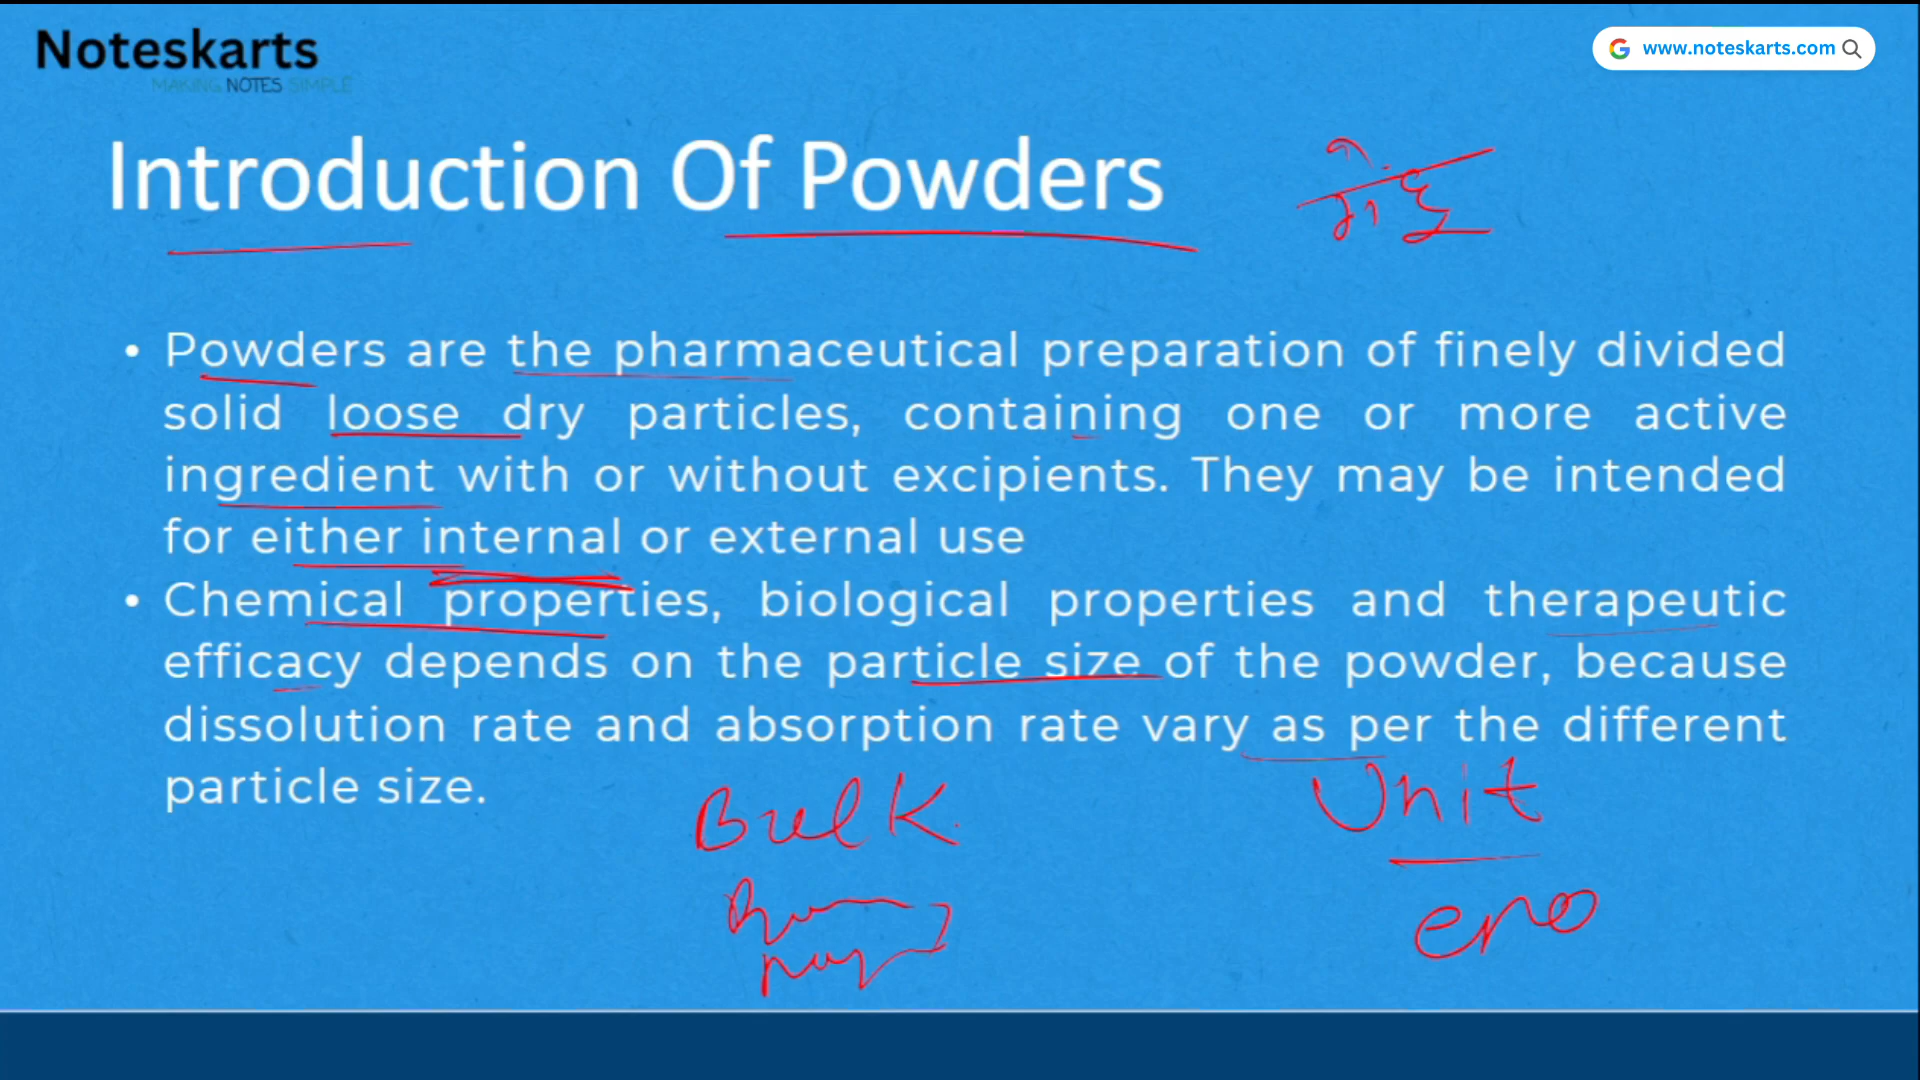 Noteskarts
MAKING NOTES SIMPLE
www.noteskarts.com
Introduction Of Powders
• Powders are the pharmaceutical preparation of finely divided
solid loose dry particles, containing one or more active
ingredient with or without excipients. They may be intended
for either internal or external use
• Chemical properties, biological properties and therapeutic
efficacy depends on the particle size of the powder, because
dissolution rate and absorption rate vary as per the different
particle size.
Bulk
Unit
eno